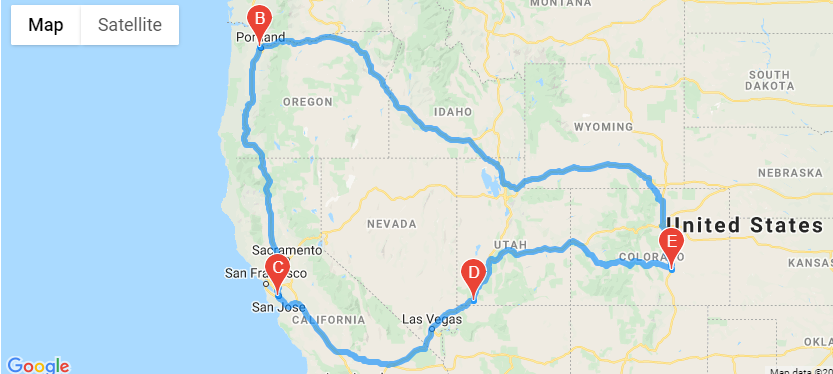 MONTANA
Map Satellite
B
Portland
OREGON
IDAHO
SOUTH
DAKOTA
WYOMING
NEBRASKA
NEVADA
United States
UTAH
COLORADO
E
Sacramento
C
D
San Francisco
KANSAS
San Jose
CALIFORNIA
Las Vegas
OKL
Google
Map data ©20